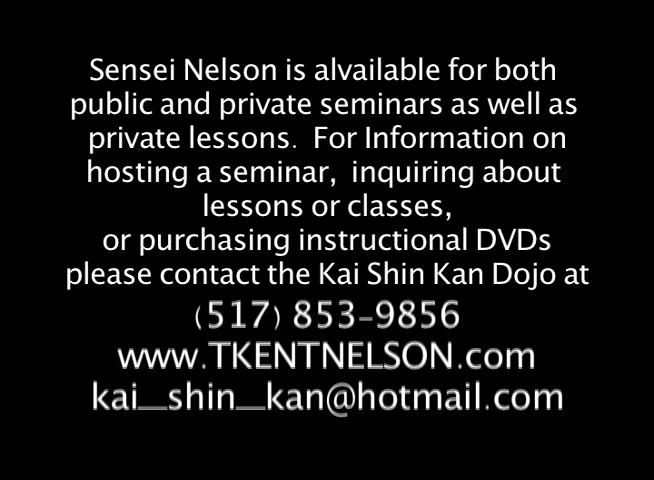 Sensei Nelson is alvailable for both
public and private seminars as well as
private lessons.  For Information on
hosting a seminar,  inquiring about
lessons or classes,
or purchasing instructional DVDs
please contact the Kai Shin Kan Dojo at
(517) 853-9856
www.TKENTNELSON.com
kai_shin_kan@hotmail.com